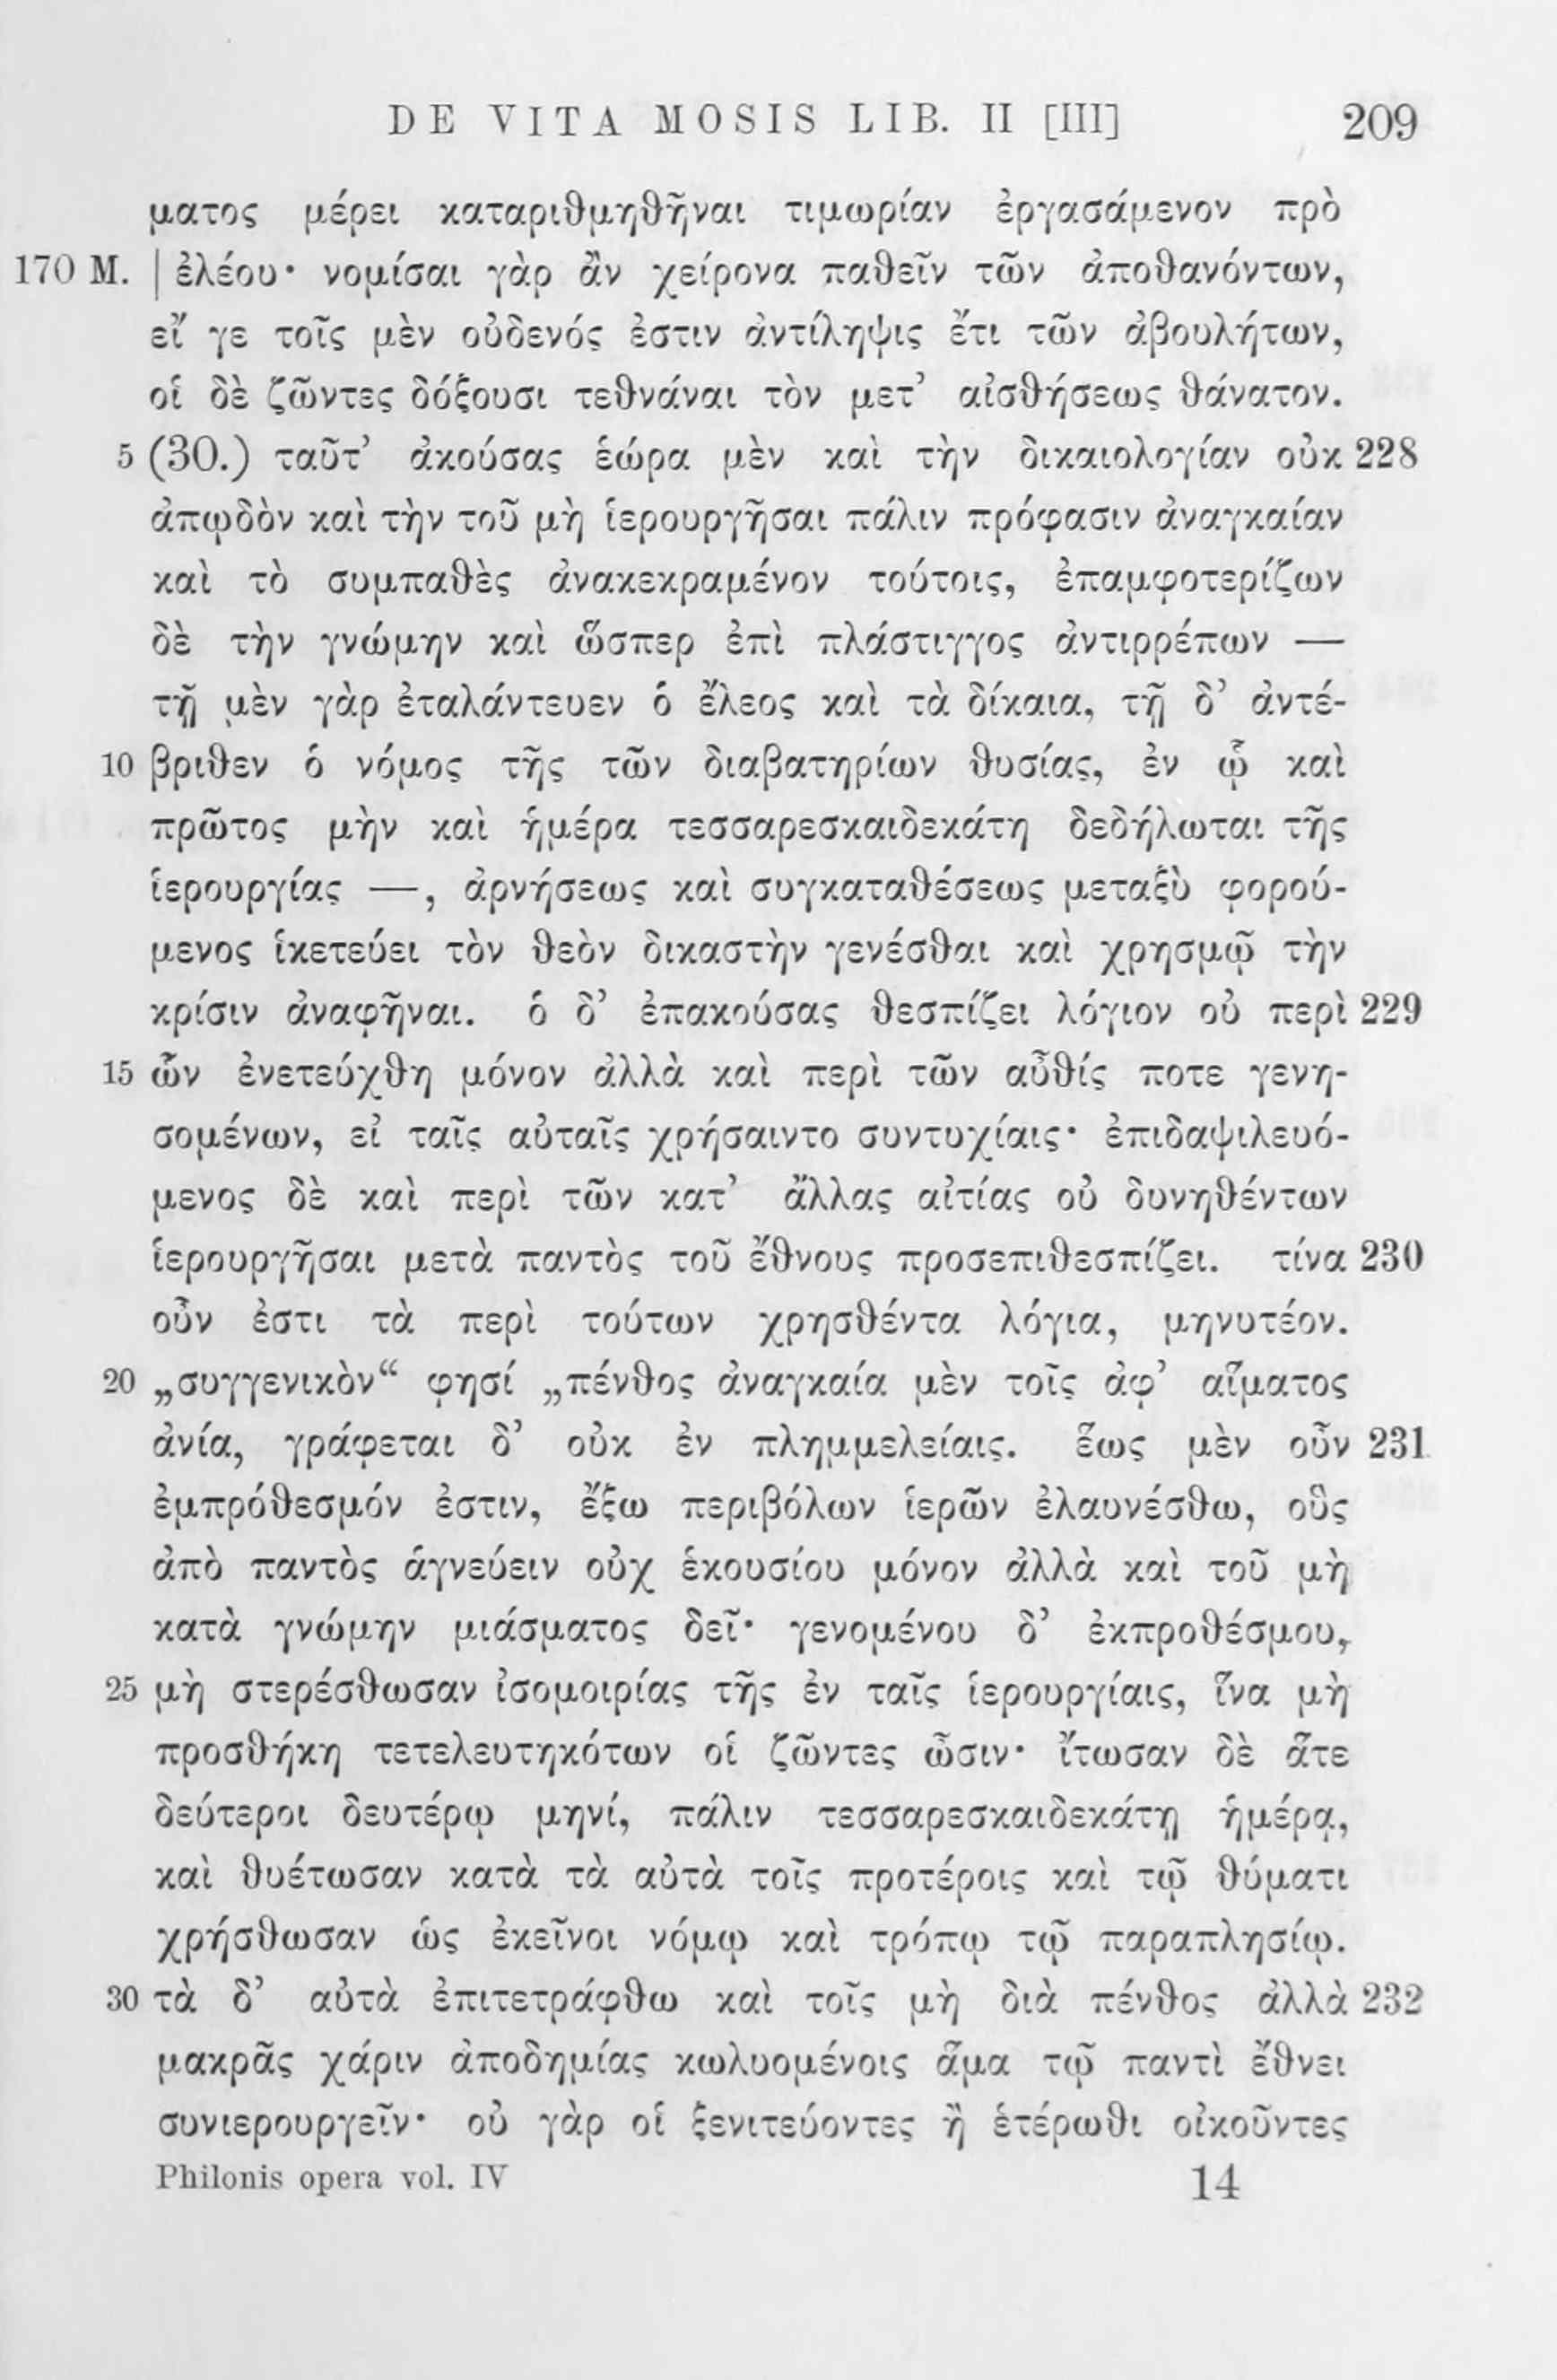 DE VITA MOSIS LIB. II [III] 209
ματος μέρει καταριθμηθῆναι τιμωρίαν ἐργασάμενον πρὸ
170 M. | ἐλέου· νομίσαι γὰρ ἂν χείρονα παθεῖν τῶν ἀποθανόντων,
εἴ γε τοῖς μὲν οὐδενός ἐστιν ἀντίληψις ἔτι τῶν ἀβουλήτων,
οἱ δὲ ζῶντες δόξουσι τεθνάναι τὸν μετ’ αἰσθήσεως θάνατον.
5 (30.) ταῦτ’ ἀκούσας ἑώρα μὲν καὶ τὴν δικαιολογίαν οὐκ 228
ἀπῳδὸν καὶ τὴν τοῦ μὴ ἱερουργῆσαι πάλιν πρόφασιν ἀναγκαίαν
καὶ τὸ συμπαθὲς ἀνακεκραμένον τούτοις, ἐπαμφοτερίζων
δὲ τὴν γνώμην καὶ ὥσπερ ἐπὶ πλάστιγγος ἀντιρρέπων —
τῇ μὲν γὰρ ἐταλάντευεν ὁ ἔλεος καὶ τὰ δίκαια, τῇ δ’ ἀντέ-
10 βριθεν ὁ νόμος τῆς τῶν διαβατηρίων θυσίας, ἐν ᾧ καὶ
πρῶτος μὴν καὶ ἡμέρα τεσσαρεσκαιδεκάτη δεδήλωται τῆς
ἱερουργίας —, ἀρνήσεως καὶ συγκαταθέσεως μεταξὺ φορού-
μενος ἱκετεύει τὸν θεὸν δικαστὴν γενέσθαι καὶ χρησμῷ τὴν
κρίσιν ἀναφῆναι. ὁ δ’ ἐπακούσας θεσπίζει λόγιον οὐ περὶ 229
15 ὧν ἐνετεύχθη μόνον ἀλλὰ καὶ περὶ τῶν αὖθίς ποτε γενη-
σομένων, εἰ ταῖς αὐταῖς χρήσαιντο συντυχίαις· ἐπιδαψιλευό-
μενος δὲ καὶ περὶ τῶν κατ’ ἄλλας αἰτίας οὐ δυνηθέντων
ἱερουργῆσαι μετὰ παντὸς τοῦ ἔθνους προσεπιθεσπίζει. τίνα 230
οὖν ἐστι τὰ περὶ τούτων χρησθέντα λόγια, μηνυτέον.
20 „συγγενικὸν“ φησί „πένθος ἀναγκαία μὲν τοῖς ἀφ’ αἵματος
ἀνία, γράφεται δ’ οὐκ ἐν πλημμελείαις. ἕως μὲν οὖν 231
ἐμπρόθεσμόν ἐστιν, ἔξω περιβόλων ἱερῶν ἐλαυνέσθω, οὓς
ἀπὸ παντὸς ἁγνεύειν οὐχ ἑκουσίου μόνον ἀλλὰ καὶ τοῦ μὴ
κατὰ γνώμην μιάσματος δεῖ· γενομένου δ’ ἐκπροθέσμου,
25 μὴ στερέσθωσαν ἰσομοιρίας τῆς ἐν ταῖς ἱερουργίαις, ἵνα μὴ
προσθήκη τετελευτηκότων οἱ ζῶντες ὦσιν· ἴτωσαν δὲ ἅτε
δεύτεροι δευτέρῳ μηνί, πάλιν τεσσαρεσκαιδεκάτῃ ἡμέρᾳ,
καὶ θυέτωσαν κατὰ τὰ αὐτὰ τοῖς προτέροις καὶ τῷ θύματι
χρήσθωσαν ὡς ἐκεῖνοι νόμῳ καὶ τρόπῳ τῷ παραπλησίῳ.
30 τὰ δ’ αὐτὰ ἐπιτετράφθω καὶ τοῖς μὴ διὰ πένθος ἀλλὰ 232
μακρᾶς χάριν ἀποδημίας κωλυομένοις ἅμα τῷ παντὶ ἔθνει
συνιερουργεῖν· οὐ γὰρ οἱ ξενιτεύοντες ἢ ἑτέρωθι οἰκοῦντες
Philonis opera vol. IV 14